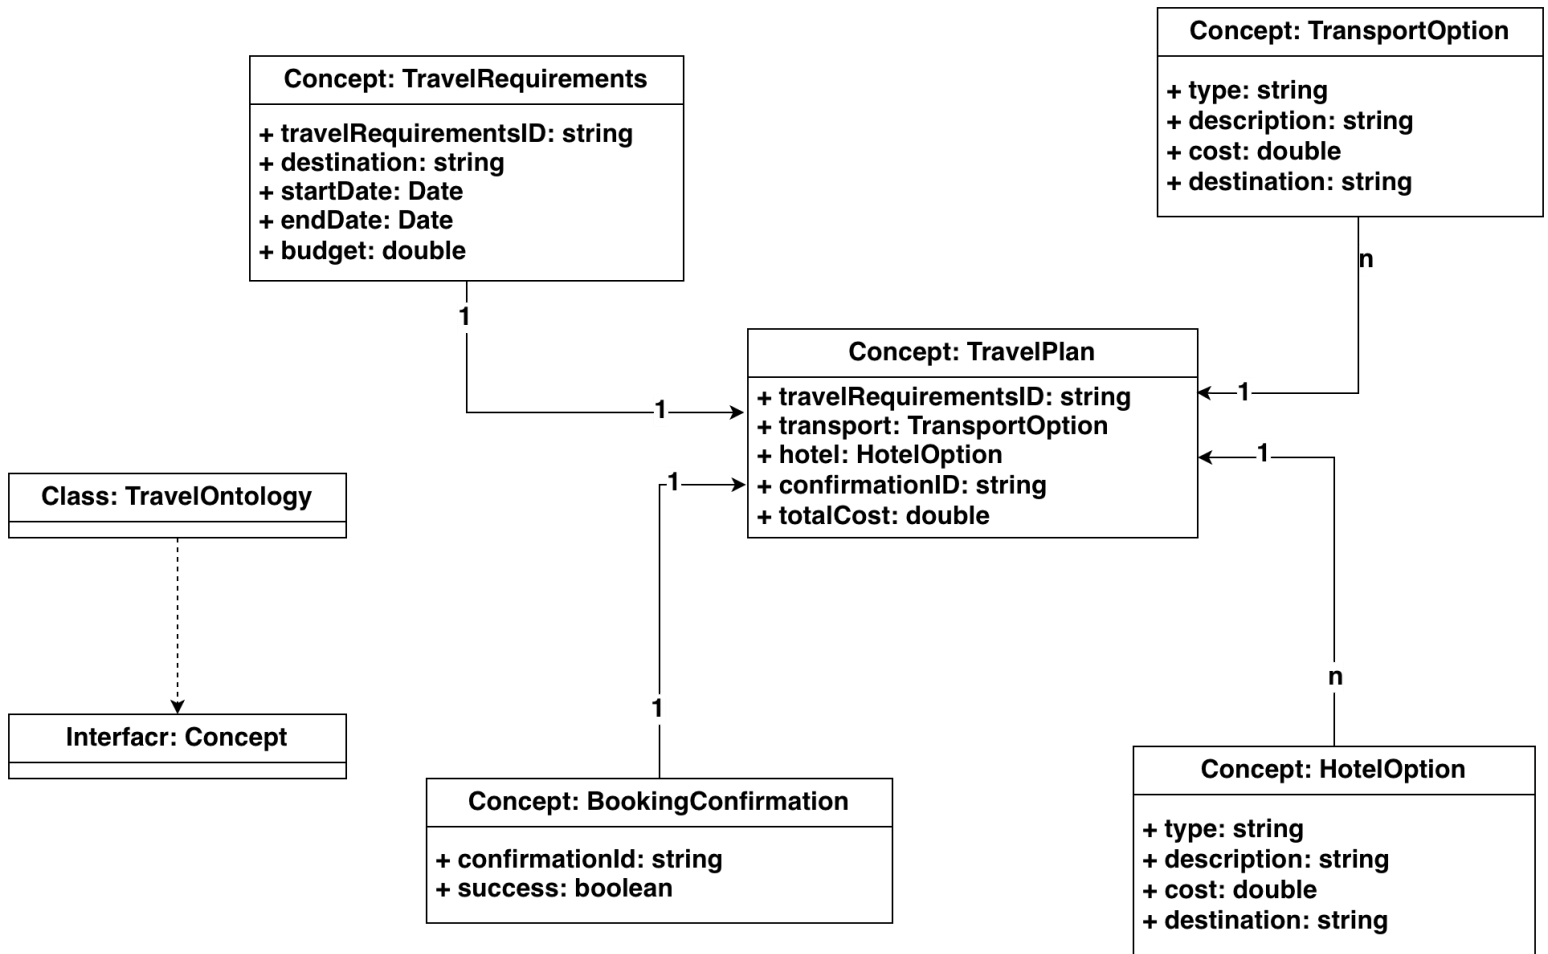 Concept: TransportOption
+ type: string
+ description: string
+ cost: double
+ destination: string
Concept: TravelRequirements
+ travelRequirementsID: string
+ destination: string
+ startDate: Date
+ endDate: Date
+ budget: double
n
1
Concept: TravelPlan
+ travelRequirementsID: string
+ transport: TransportOption
+ hotel: HotelOption
+ confirmationID: string
+ totalCost: double
1
1
1
1
Class: TravelOntology
Interfacr: Concept
n
1
Concept: BookingConfirmation
+ confirmationId: string
+ success: boolean
Concept: HotelOption
+ type: string
+ description: string
+ cost: double
+ destination: string